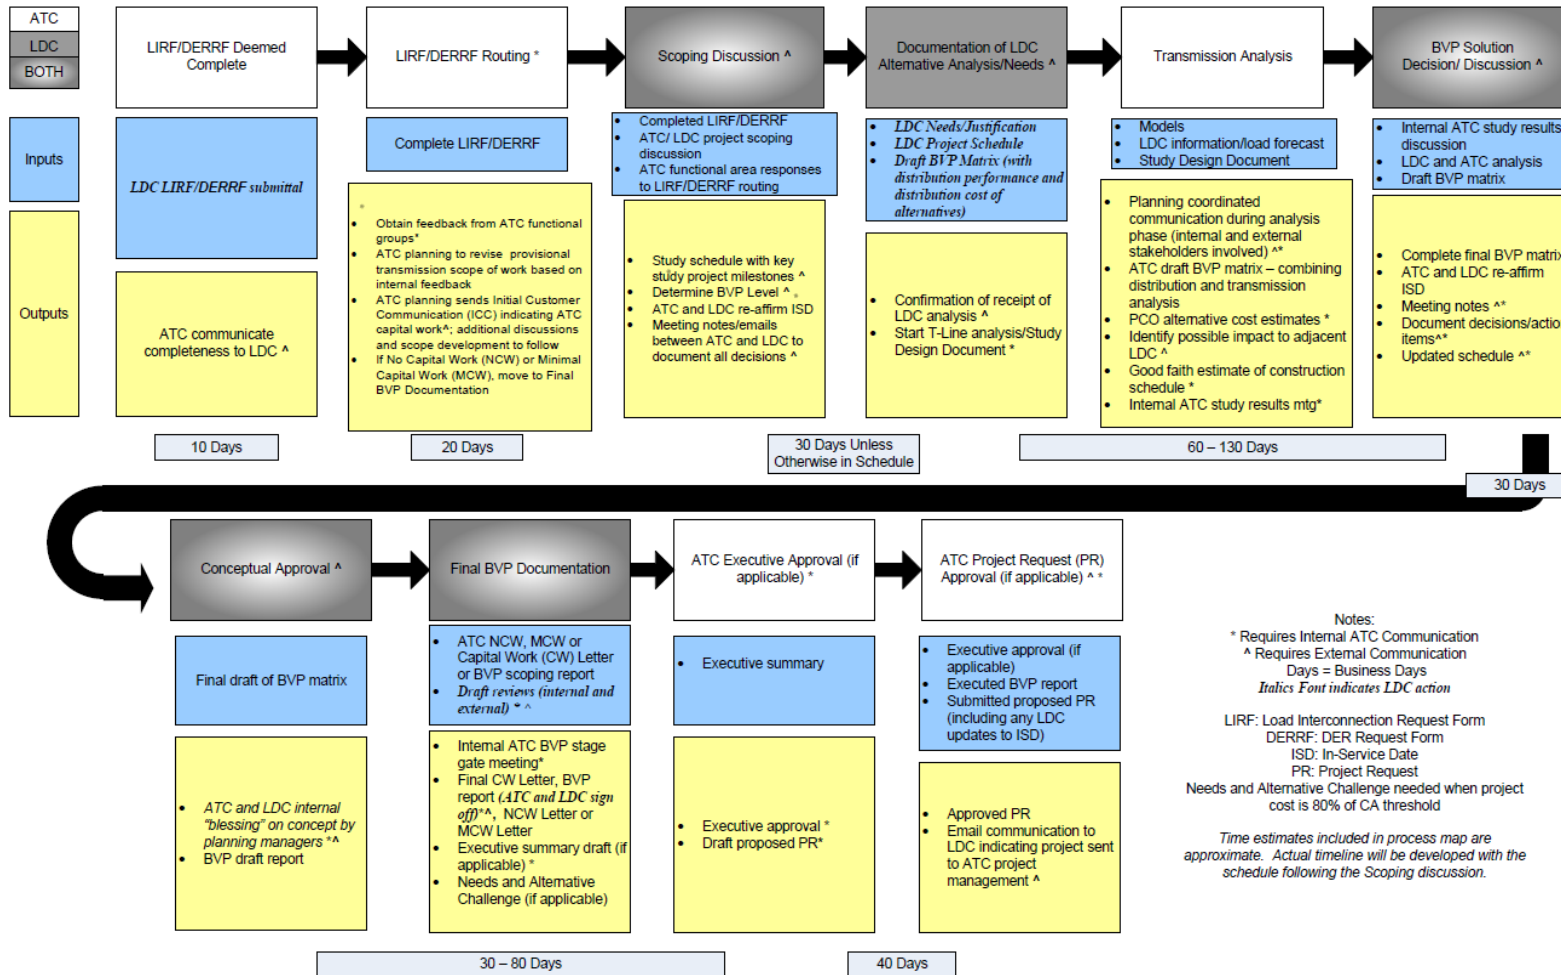 ATC
LDC
BOTH
Inputs
Outputs
LIRF/DERRF Deemed
Complete
LDC LIRF/DERRF submittal
ATC communicate
completeness to LDC ^
10 Days
LIRF/DERRF Routing *
Complete LIRF/DERRF
• Obtain feedback from ATC functional
groups*
• ATC planning to revise provisional
transmission scope of work based on
internal feedback
• ATC planning sends Initial Customer
Communication (ICC) indicating ATC
capital work^; additional discussions
and scope development to follow
• If No Capital Work (NCW) or Minimal
Capital Work (MCW), move to Final
BVP Documentation
20 Days
Scoping Discussion ^
• Completed LIRF/DERRF
• ATC/ LDC project scoping
discussion
• ATC functional area responses
to LIRF/DERRF routing
• Study schedule with key
study project milestones ^
• Determine BVP Level ^ .
• ATC and LDC re-affirm ISD
• Meeting notes/emails
between ATC and LDC to
document all decisions ^
30 Days Unless
Otherwise in Schedule
Documentation of LDC
Alternative Analysis/Needs ^
• LDC Needs/Justification
• LDC Project Schedule
• Draft BVP Matrix (with
distribution performance and
distribution cost of
alternatives)
• Confirmation of receipt of
LDC analysis ^
• Start T-Line analysis/Study
Design Document *
Transmission Analysis
• Models
• LDC information/load forecast
• Study Design Document
• Planning coordinated
communication during analysis
phase (internal and external
stakeholders involved) ^*
• ATC draft BVP matrix – combining
distribution and transmission
analysis
• PCO alternative cost estimates *
• Identify possible impact to adjacent
LDC ^
• Good faith estimate of construction
schedule *
• Internal ATC study results mtg*
60 – 130 Days
BVP Solution
Decision/ Discussion ^
• Internal ATC study results
discussion
• LDC and ATC analysis
• Draft BVP matrix
• Complete final BVP matrix
• ATC and LDC re-affirm
ISD
• Meeting notes ^*
• Document decisions/action
items^*
• Updated schedule ^*
30 Days
Conceptual Approval ^
Final draft of BVP matrix
• ATC and LDC internal
"blessing" on concept by
planning managers *^
• BVP draft report
Final BVP Documentation
• ATC NCW, MCW or
Capital Work (CW) Letter
or BVP scoping report
• Draft reviews (internal and
external) * ^
• Internal ATC BVP stage
gate meeting*
• Final CW Letter, BVP
report (ATC and LDC sign
off)*^, NCW Letter or
MCW Letter
• Executive summary draft (if
applicable) *
• Needs and Alternative
Challenge (if applicable)
30 – 80 Days
ATC Executive Approval (if
applicable) *
• Executive summary
• Executive approval *
• Draft proposed PR*
ATC Project Request (PR)
Approval (if applicable) ^ *
• Executive approval (if
applicable)
• Executed BVP report
• Submitted proposed PR
(including any LDC
updates to ISD)
• Approved PR
• Email communication to
LDC indicating project sent
to ATC project
management ^
40 Days
Notes:
* Requires Internal ATC Communication
^ Requires External Communication
Days = Business Days
Italics Font indicates LDC action
LIRF: Load Interconnection Request Form
DERRF: DER Request Form
ISD: In-Service Date
PR: Project Request
Needs and Alternative Challenge needed when project
cost is 80% of CA threshold
Time estimates included in process map are
approximate. Actual timeline will be developed with the
schedule following the Scoping discussion.